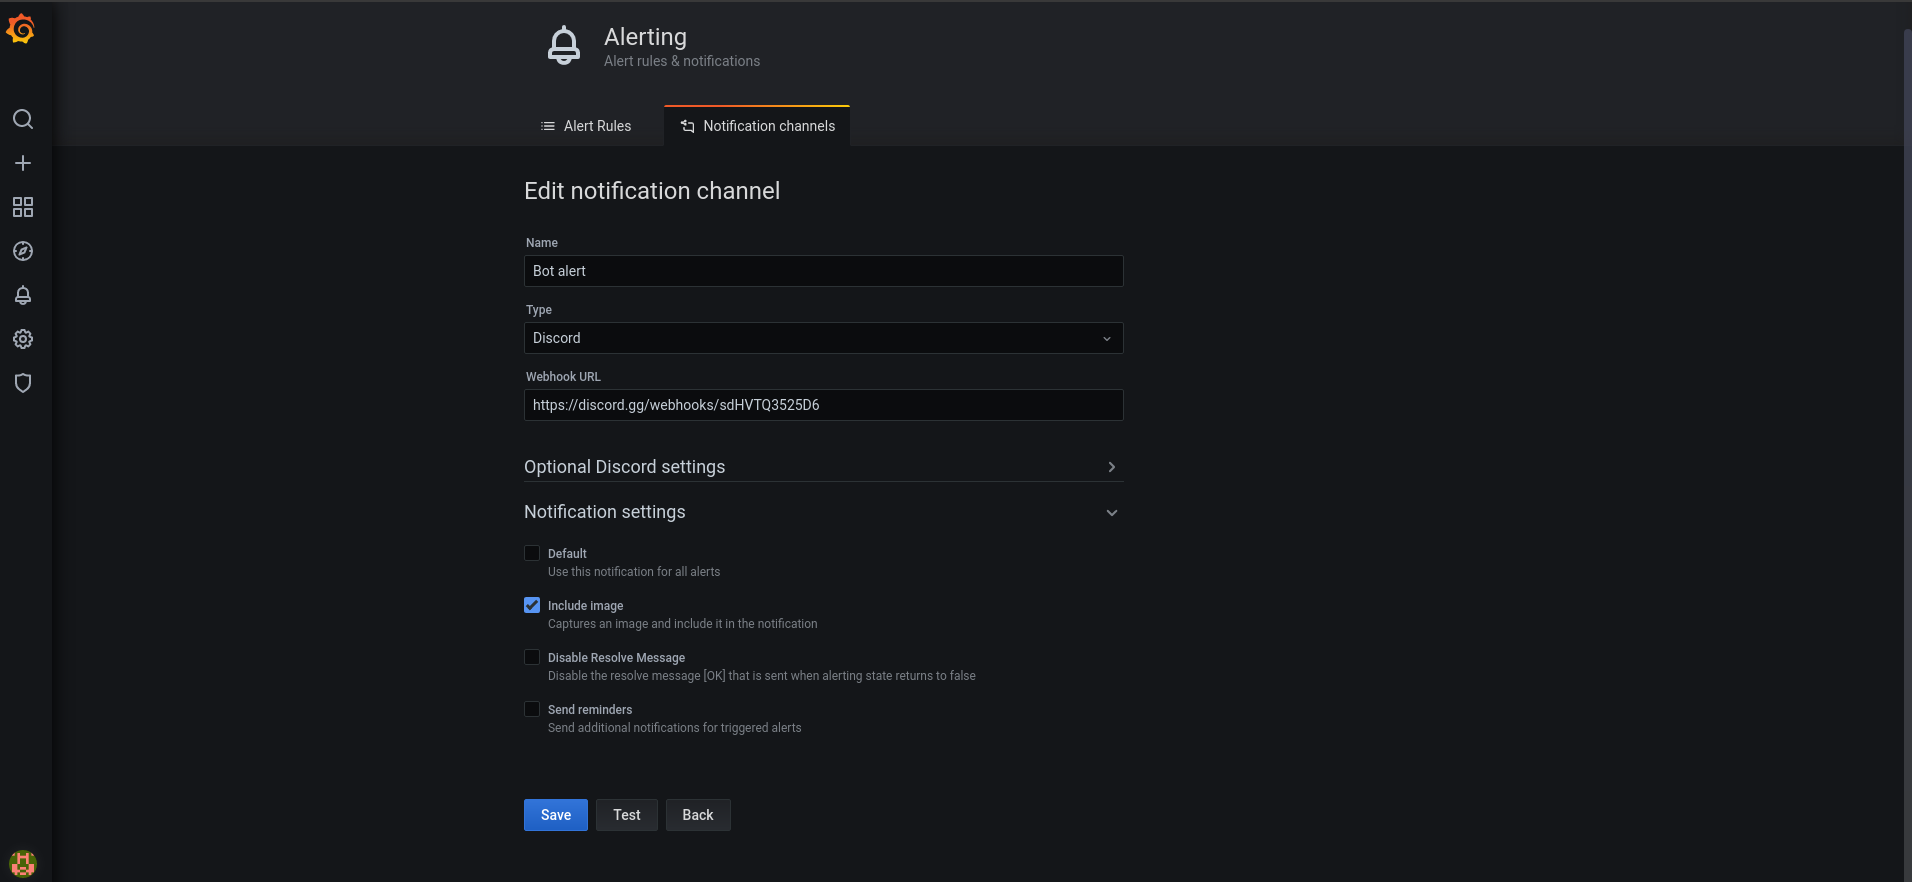 Alerting
Alert rules & notifications
Alert Rules
Notification channels
Edit notification channel
Name
Bot alert
Type
Discord
Webhook URL
https://discord.gg/webhooks/sdHVTQ3525D6
Optional Discord settings
Notification settings
Default
Use this notification for all alerts
Include image
Captures an image and include it in the notification
Disable Resolve Message
Disable the resolve message [OK] that is sent when alerting state returns to false
Send reminders
Send additional notifications for triggered alerts
Save
Test
Back